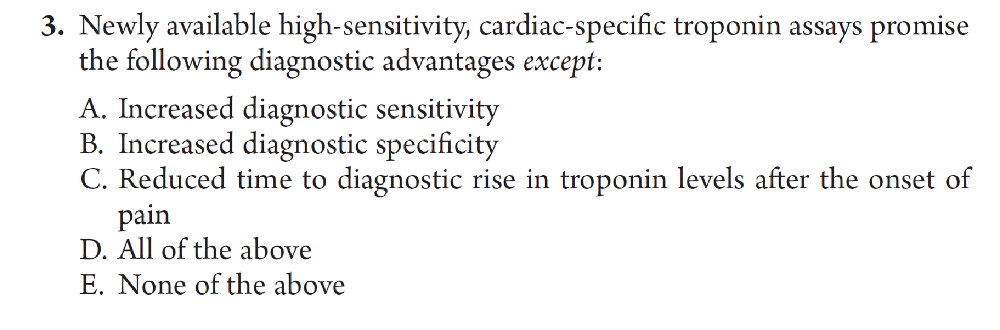 3. Newly available high-sensitivity, cardiac-specific troponin assays promise
the following diagnostic advantages except:
A. Increased diagnostic sensitivity
B. Increased diagnostic specificity
C. Reduced time to diagnostic rise in troponin levels after the onset of
pain
D. All of the above
E. None of the above